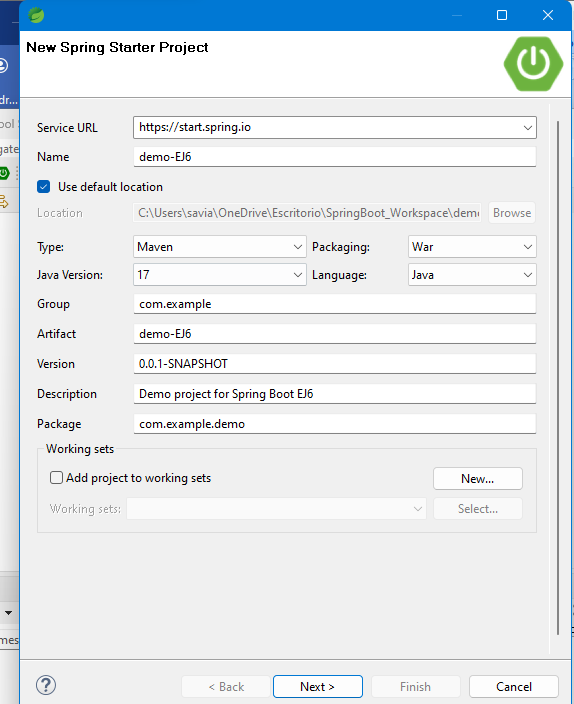 New Spring Starter Project
Service URL https://start.spring.io
Name demo-EJ6
Use default location
Location C:\Users\savia\OneDrive\Escritorio\SpringBoot_Workspace\dem Browse
Type: Maven Packaging: War
Java Version: 17 Language: Java
Group com.example
Artifact demo-EJ6
Version 0.0.1-SNAPSHOT
Description Demo project for Spring Boot EJ6
Package com.example.demo
Working sets
Add project to working sets New...
Working sets: Select...
? < Back Next > Finish Cancel